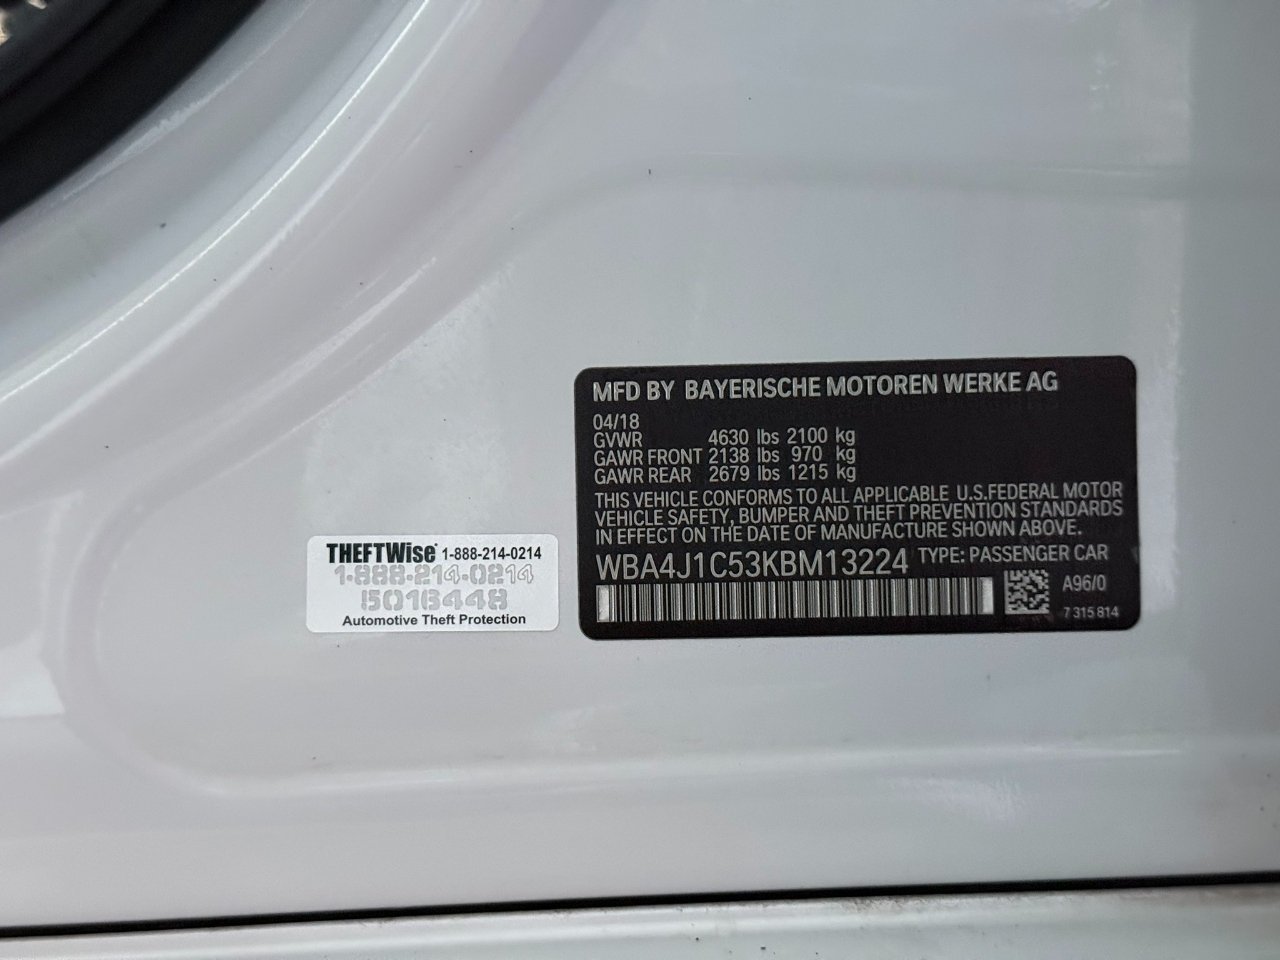 MFD BY BAYERISCHE MOTOREN WERKE AG
04/18
GVWR 4630 lbs 2100 kg
GAWR FRONT 2138 lbs 970 kg
GAWR REAR 2679 lbs 1215 kg
THIS VEHICLE CONFORMS TO ALL APPLICABLE U.S.FEDERAL MOTOR
VEHICLE SAFETY, BUMPER AND THEFT PREVENTION STANDARDS
IN EFFECT ON THE DATE OF MANUFACTURE SHOWN ABOVE.
WBA4J1C53KBM13224 TYPE: PASSENGER CAR
A96/0
7 315 814
THEFTWise 1-888-214-0214
1-888-214-0214
5016448
Automotive Theft Protection